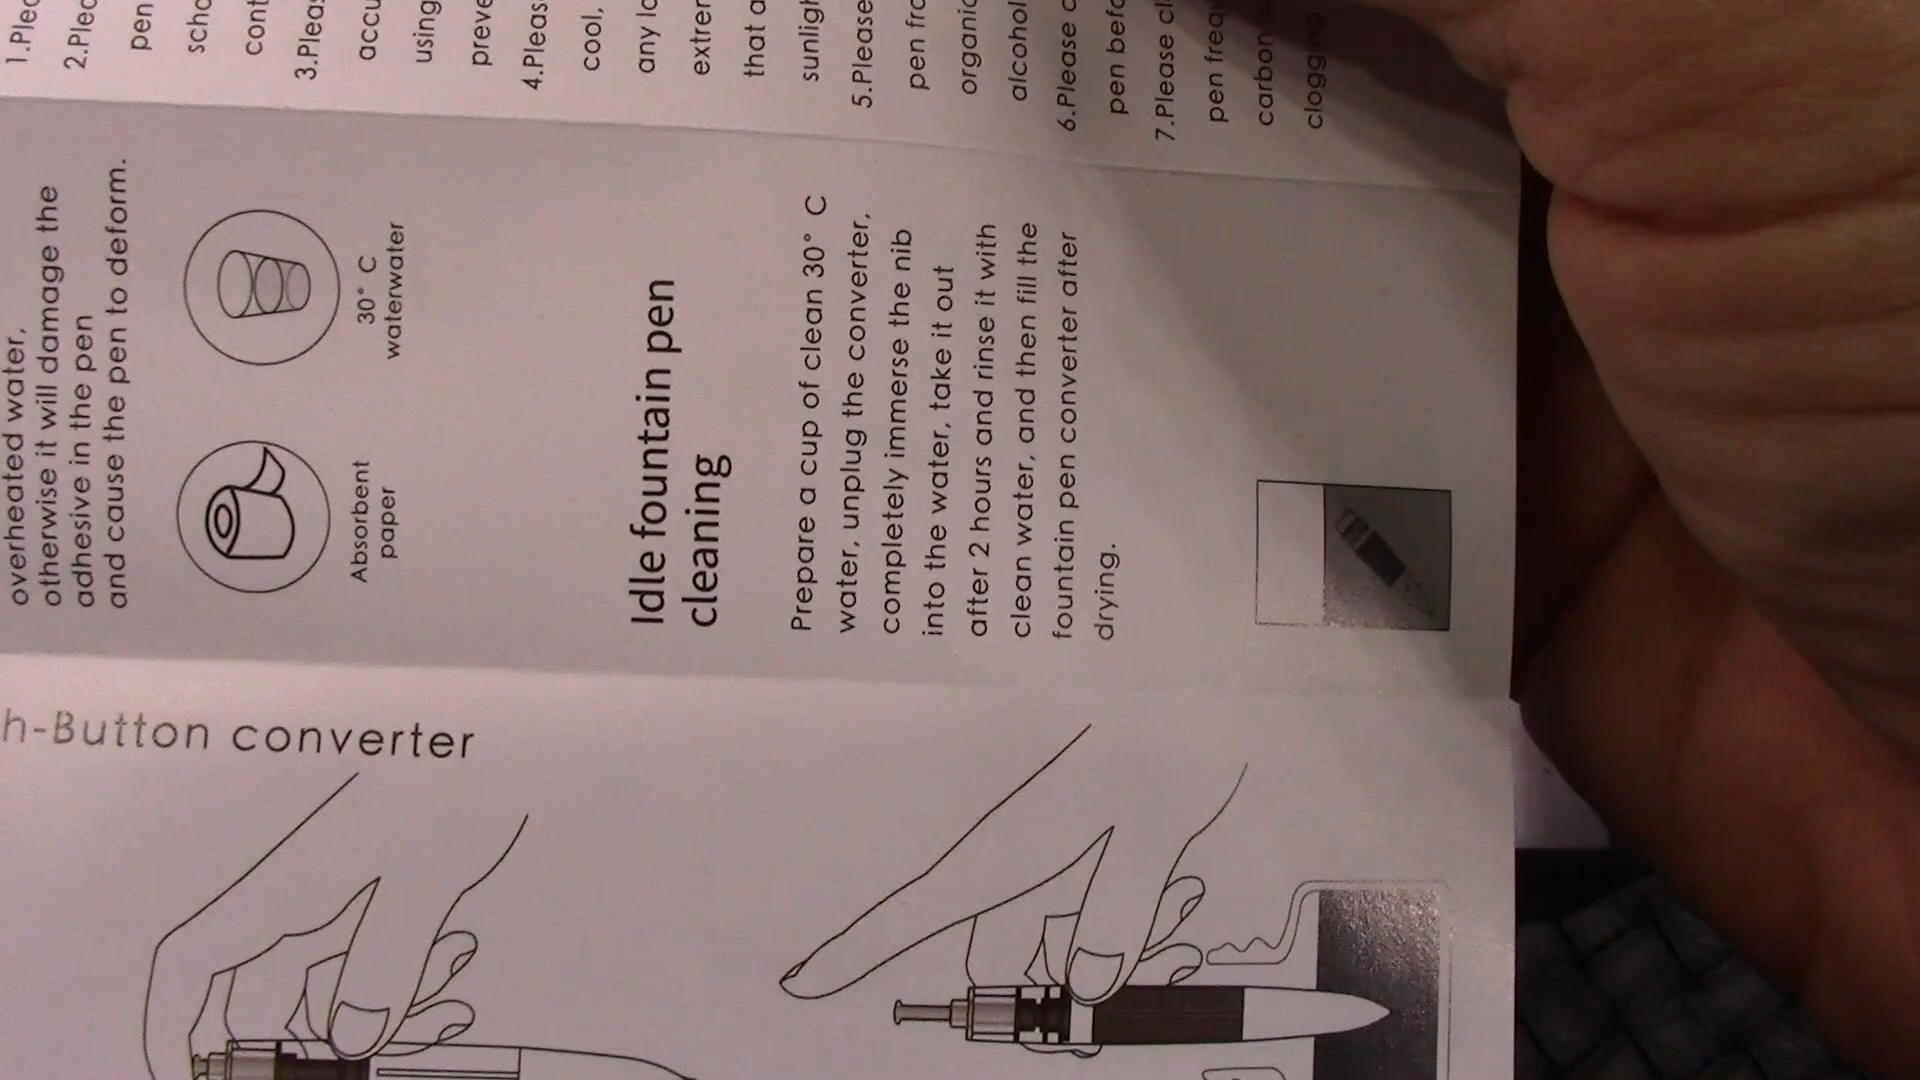 h-Button converter
overheated water,
otherwise it will damage the
adhesive in the pen
and cause the pen to deform.
Absorbent
paper
30° C
waterwater
Idle fountain pen
cleaning
Prepare a cup of clean 30° C
water, unplug the converter,
completely immerse the nib
into the water, take it out
after 2 hours and rinse it with
clean water, and then fill the
fountain pen converter after
drying.
1.Plea
2.Plea
pen
scho
cont
3.Pleas
accu
using
preve
4.Please
cool,
any lo
extrem
that a
sunligh
5.Please
pen fro
organic
alcohol
6.Please c
pen befo
7.Please cl
pen freq
carbon
clogging